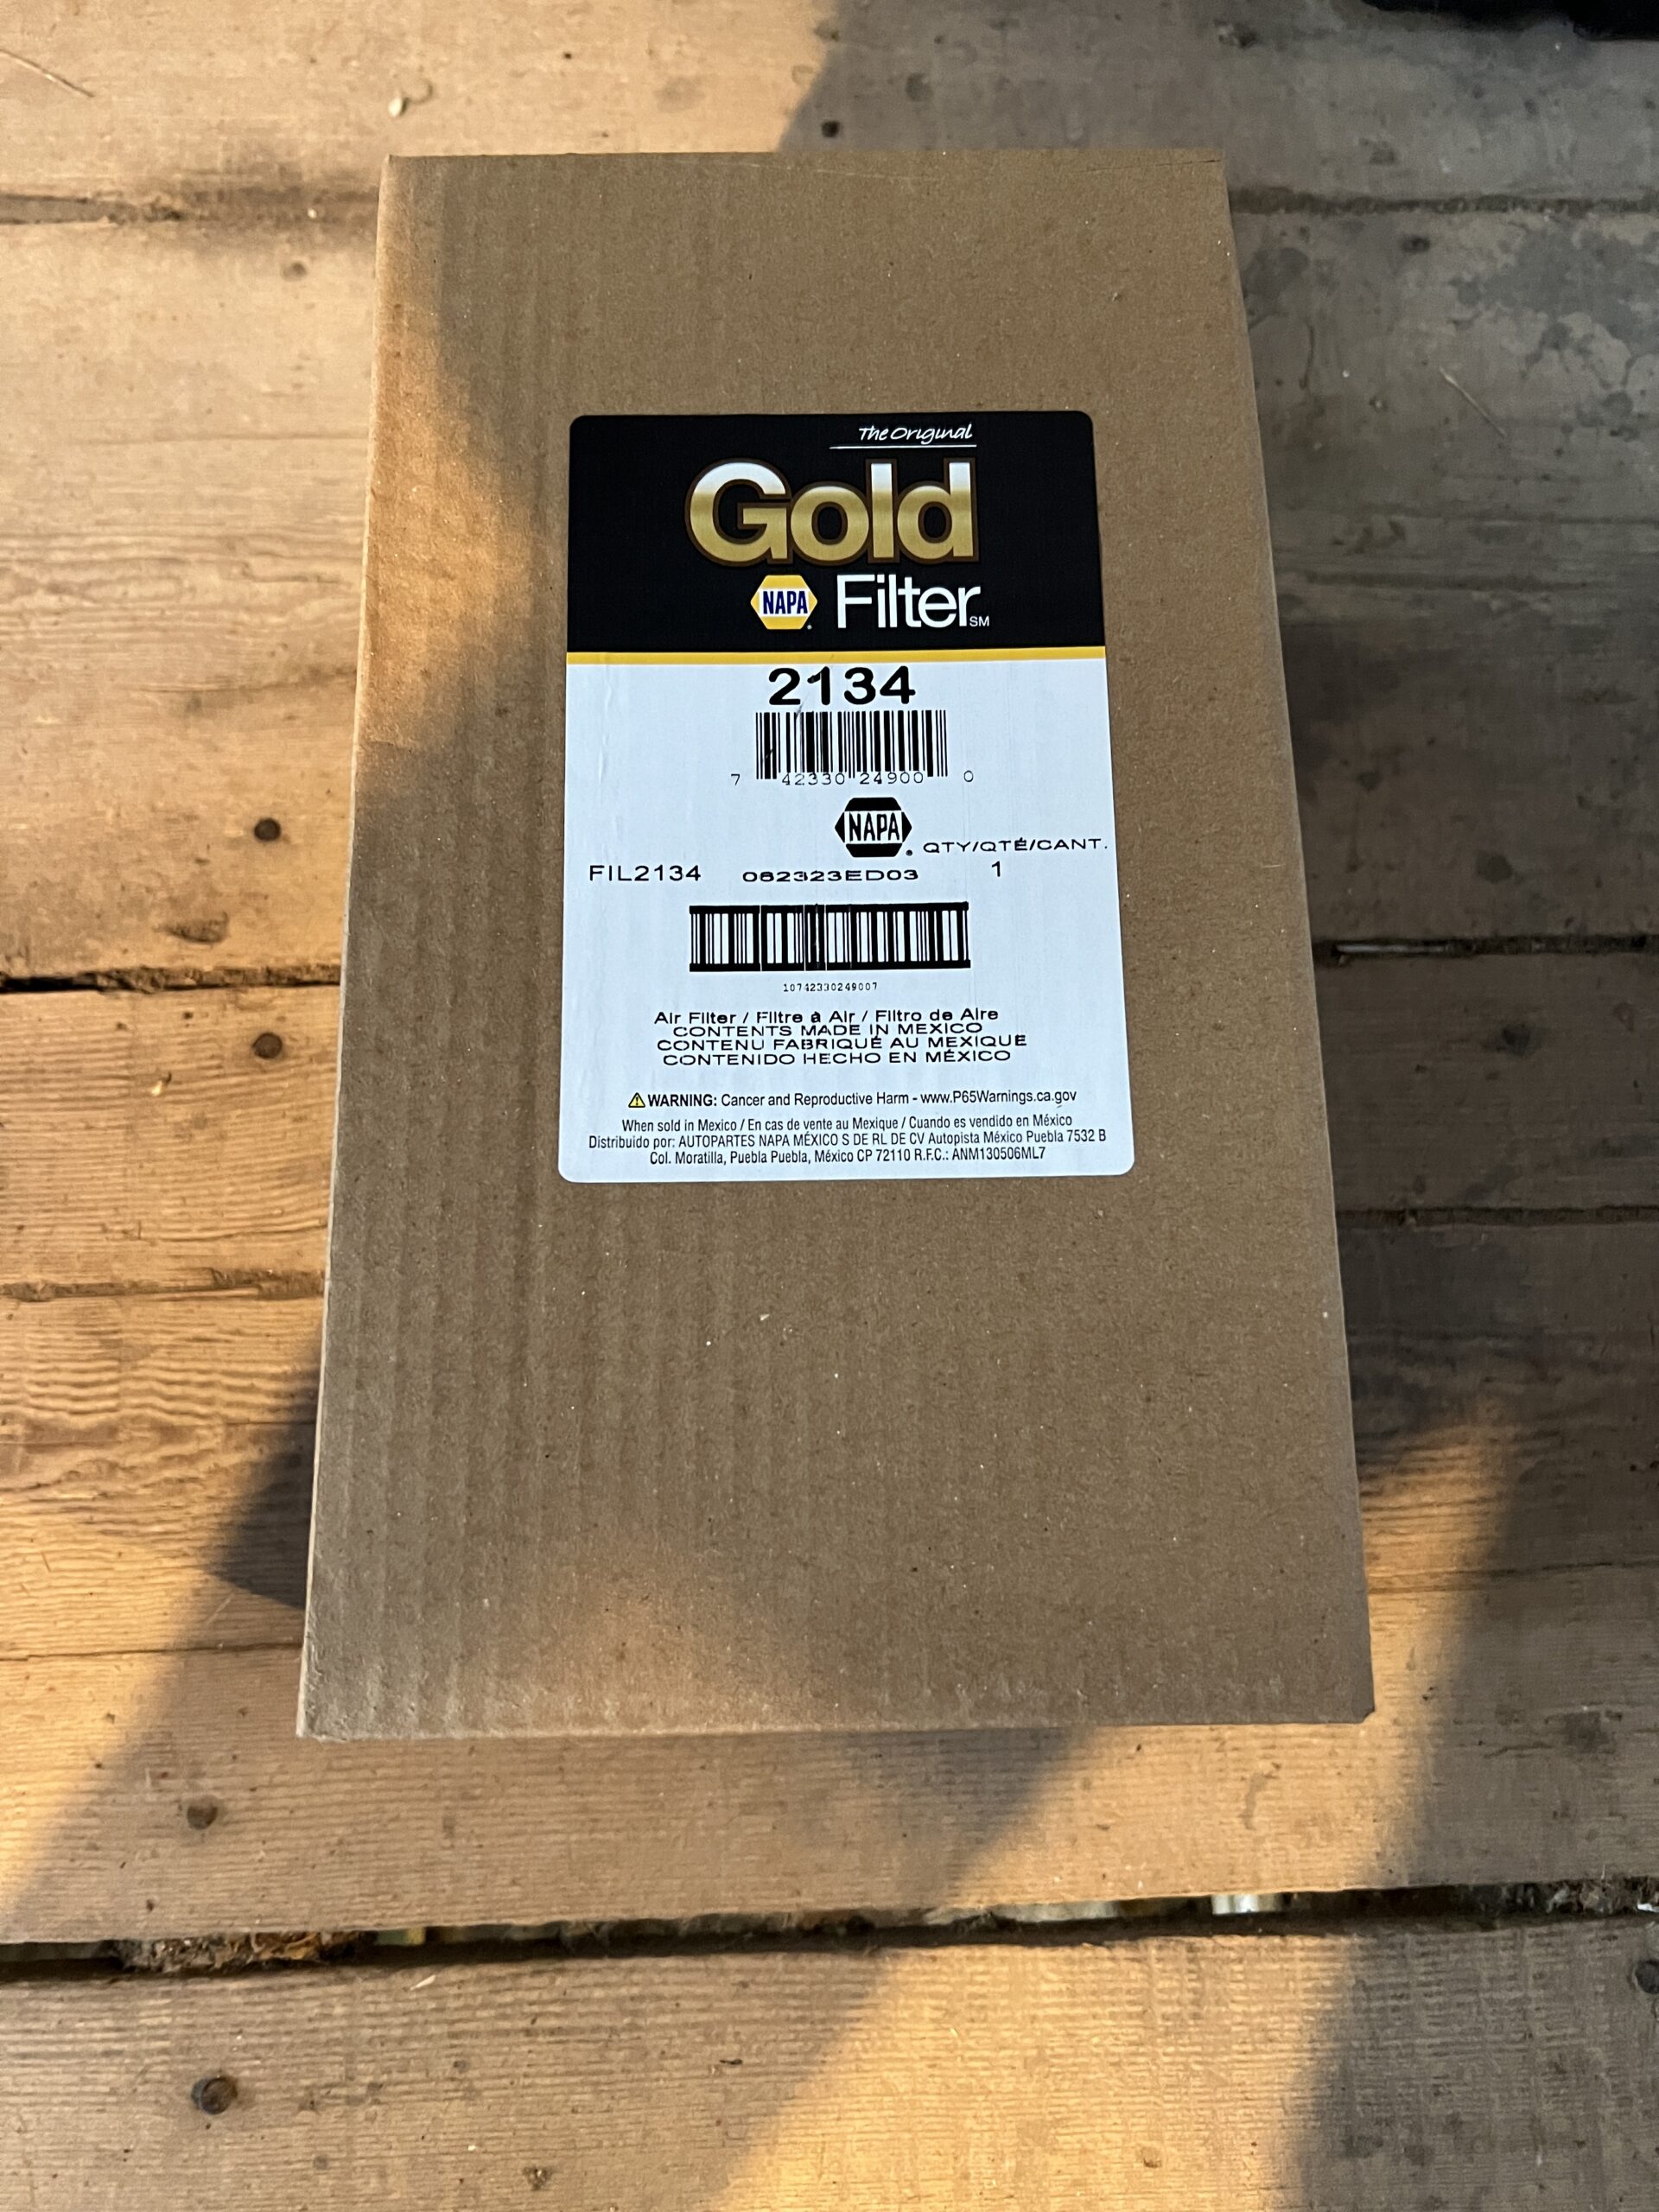 The Original
Gold
NAPA Filter SM
2134
7 42330 24900 0
NAPA
QTY/QTÉ/CANT.
FIL2134 082323ED03 1
10742330249007
Air Filter / Filtre à Air / Filtro de Aire
CONTENTS MADE IN MEXICO
CONTENU FABRIQUÉ AU MEXIQUE
CONTENIDO HECHO EN MÉXICO
WARNING: Cancer and Reproductive Harm - www.P65Warnings.ca.gov
When sold in Mexico / En cas de vente au Mexique / Cuando es vendido en México
Distribuido por: AUTOPARTES NAPA MÉXICO S DE RL DE CV Autopista México Puebla 7532 B
Col. Moratilla, Puebla Puebla, México CP 72110 R.F.C.: ANM130506ML7